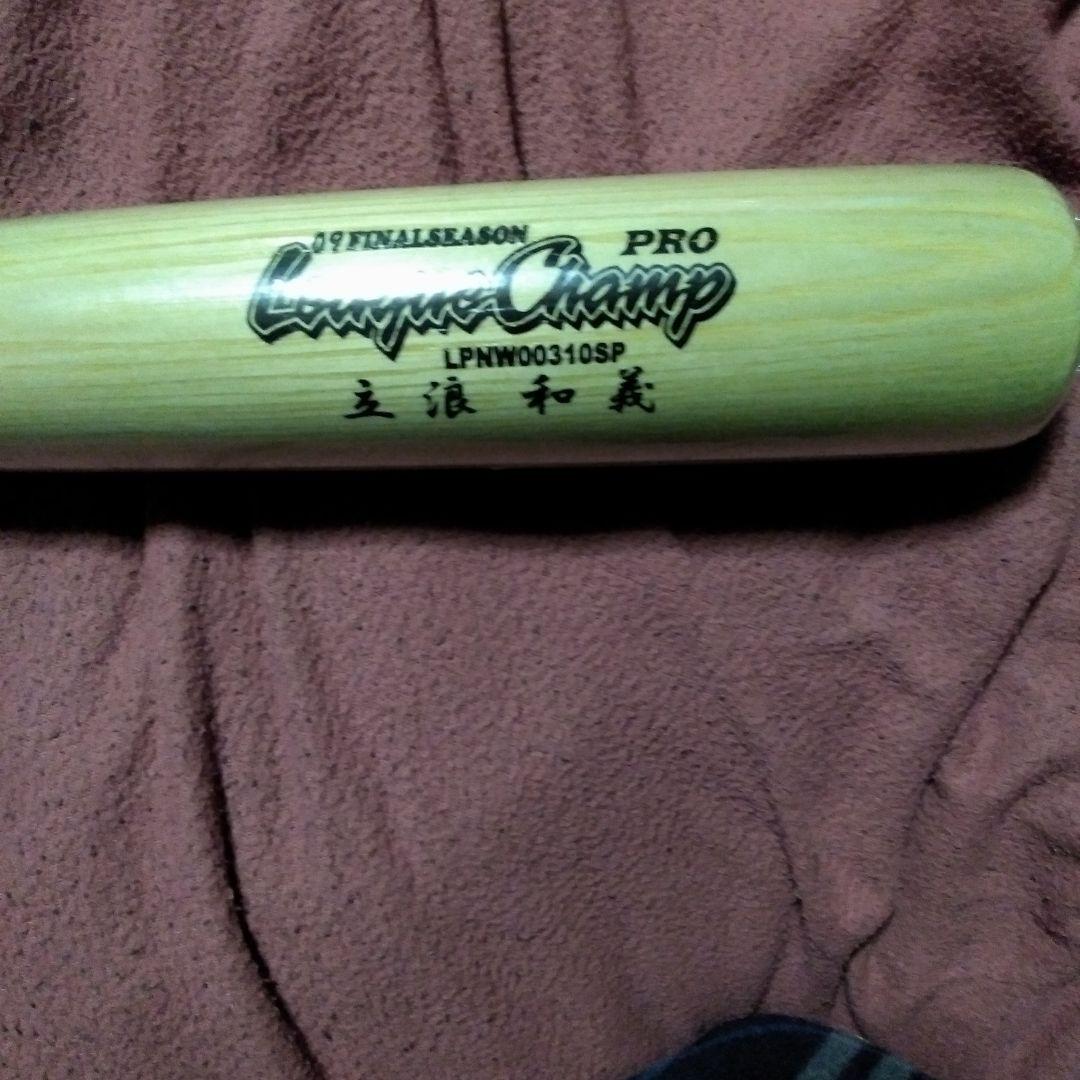 09 FINALSEASON
PRO
League Champ
LPNW00310SP
立浪 和義